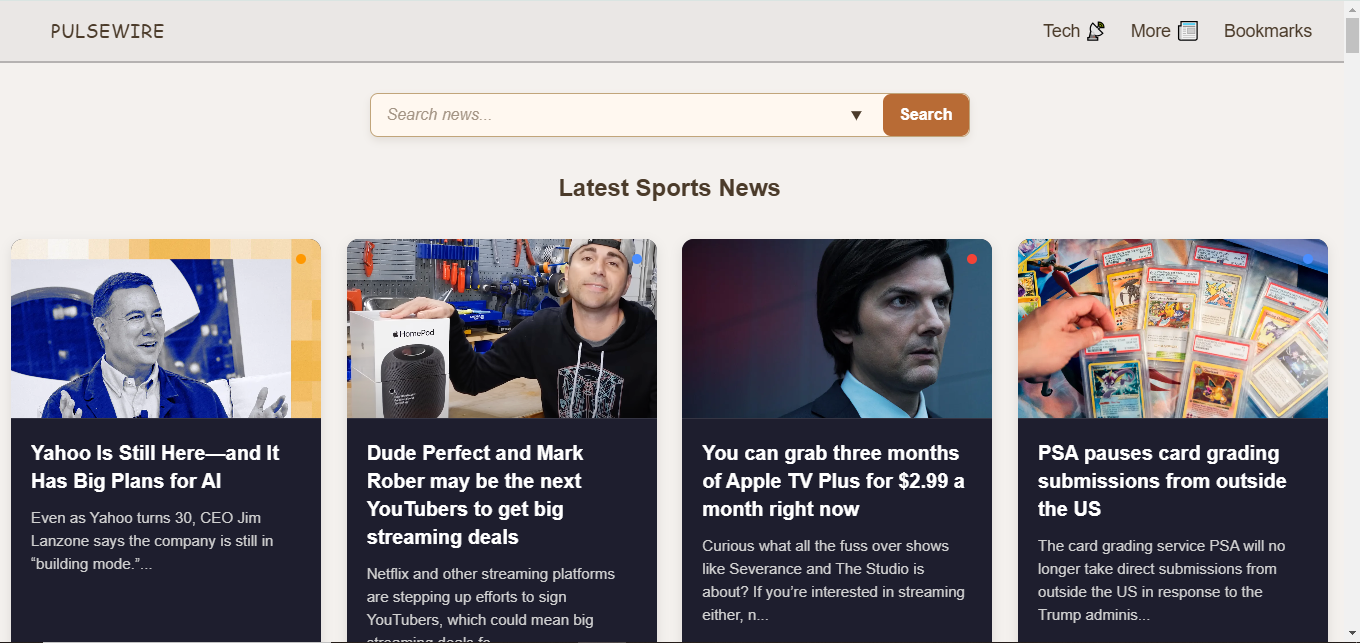 PULSEWIRE
Tech
More
Bookmarks
Search news...
Search
Latest Sports News
HomePod
Yahoo Is Still Here—and It
Has Big Plans for AI
Even as Yahoo turns 30, CEO Jim
Lanzone says the company is still in
“building mode.”...
Dude Perfect and Mark
Rober may be the next
YouTubers to get big
streaming deals
Netflix and other streaming platforms
are stepping up efforts to sign
YouTubers, which could mean big
streaming deals fo...
You can grab three months
of Apple TV Plus for $2.99 a
month right now
Curious what all the fuss over shows
like Severance and The Studio is
about? If you’re interested in streaming
either, n...
PSA pauses card grading
submissions from outside
the US
The card grading service PSA will no
longer take direct submissions from
outside the US in response to the
Trump adminis...